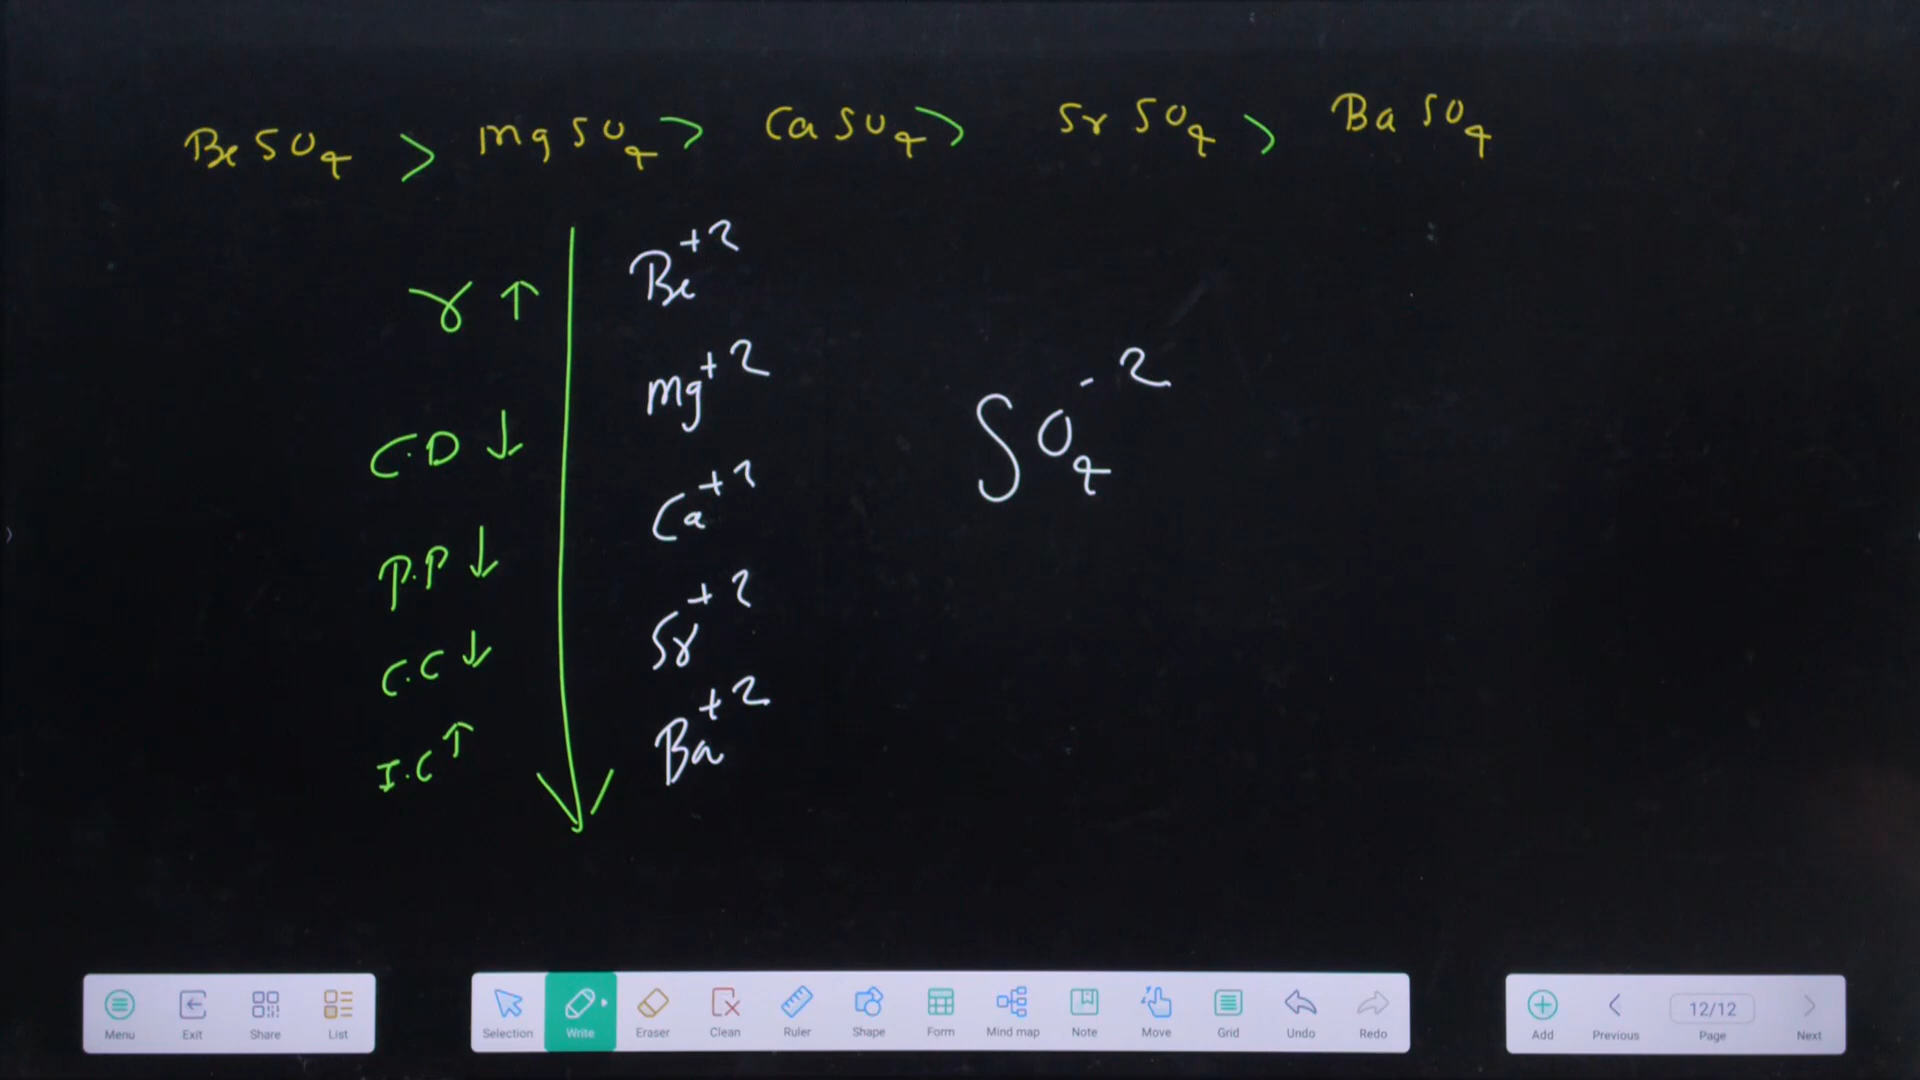 BeSO4 > MgSO4 > CaSO4 > SrSO4 > BaSO4
r ↑
Be+2
Mg+2
C.D ↓
SO4-2
Ca+2
P.P ↓
Sr+2
C.C ↓
Ba+2
I.C ↑
Menu Exit Share List
Selection Write Eraser Clean Ruler Shape Form Mind map Note Move Grid Undo Redo
12/12
Add Previous Page Next